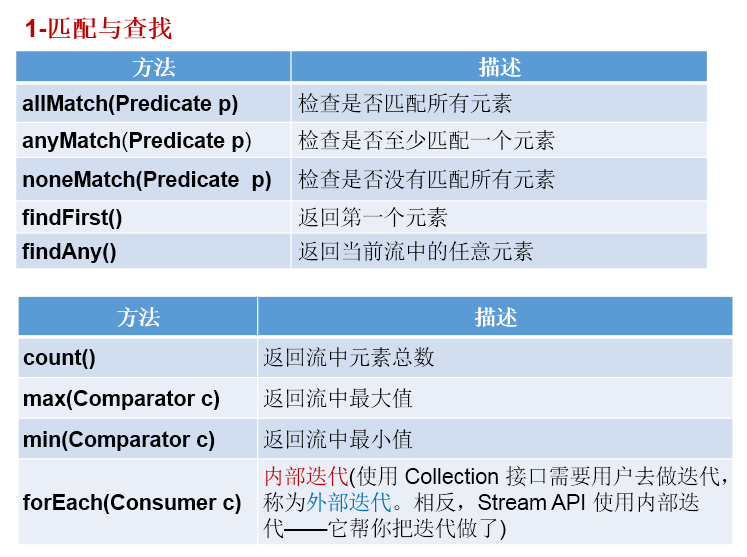 1-匹配与查找
方法 描述
allMatch(Predicate p) 检查是否匹配所有元素
anyMatch(Predicate p) 检查是否至少匹配一个元素
noneMatch(Predicate  p) 检查是否没有匹配所有元素
findFirst() 返回第一个元素
findAny() 返回当前流中的任意元素
方法 描述
count() 返回流中元素总数
max(Comparator c) 返回流中最大值
min(Comparator c) 返回流中最小值
forEach(Consumer c) 内部迭代(使用 Collection 接口需要用户去做迭代，
称为外部迭代。相反，Stream API 使用内部迭
代——它帮你把迭代做了)